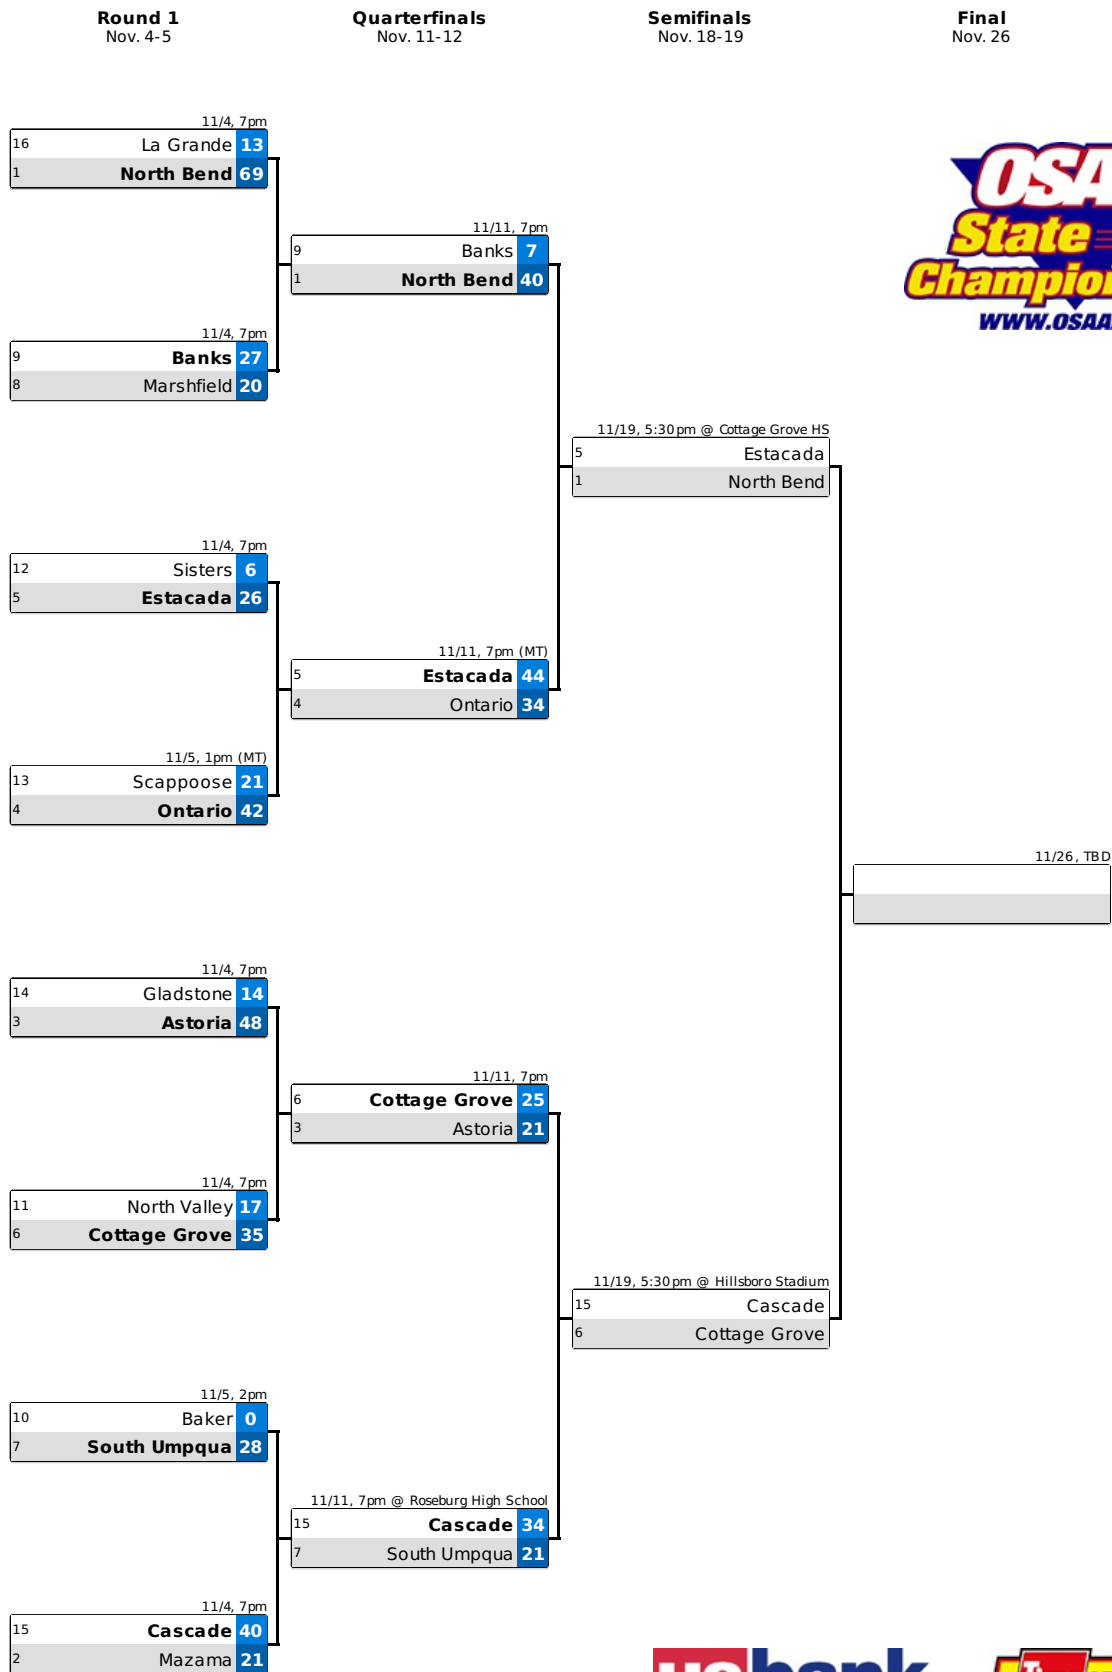 Round 1
Nov. 4-5
Quarterfinals
Nov. 11-12
Semifinals
Nov. 18-19
Final
Nov. 26
11/4, 7pm
16 La Grande 13
1 North Bend 69
11/11, 7pm
9 Banks 7
1 North Bend 40
11/4, 7pm
9 Banks 27
8 Marshfield 20
OSA
State
Champio
WWW.OSAA
11/19, 5:30pm @ Cottage Grove HS
5 Estacada
1 North Bend
11/4, 7pm
12 Sisters 6
5 Estacada 26
11/11, 7pm (MT)
5 Estacada 44
4 Ontario 34
11/5, 1pm (MT)
13 Scappoose 21
4 Ontario 42
11/26, TBD
11/4, 7pm
14 Gladstone 14
3 Astoria 48
11/11, 7pm
6 Cottage Grove 25
3 Astoria 21
11/4, 7pm
11 North Valley 17
6 Cottage Grove 35
11/19, 5:30pm @ Hillsboro Stadium
15 Cascade
6 Cottage Grove
11/5, 2pm
10 Baker 0
7 South Umpqua 28
11/11, 7pm @ Roseburg High School
15 Cascade 34
7 South Umpqua 21
11/4, 7pm
15 Cascade 40
2 Mazama 21
usbank